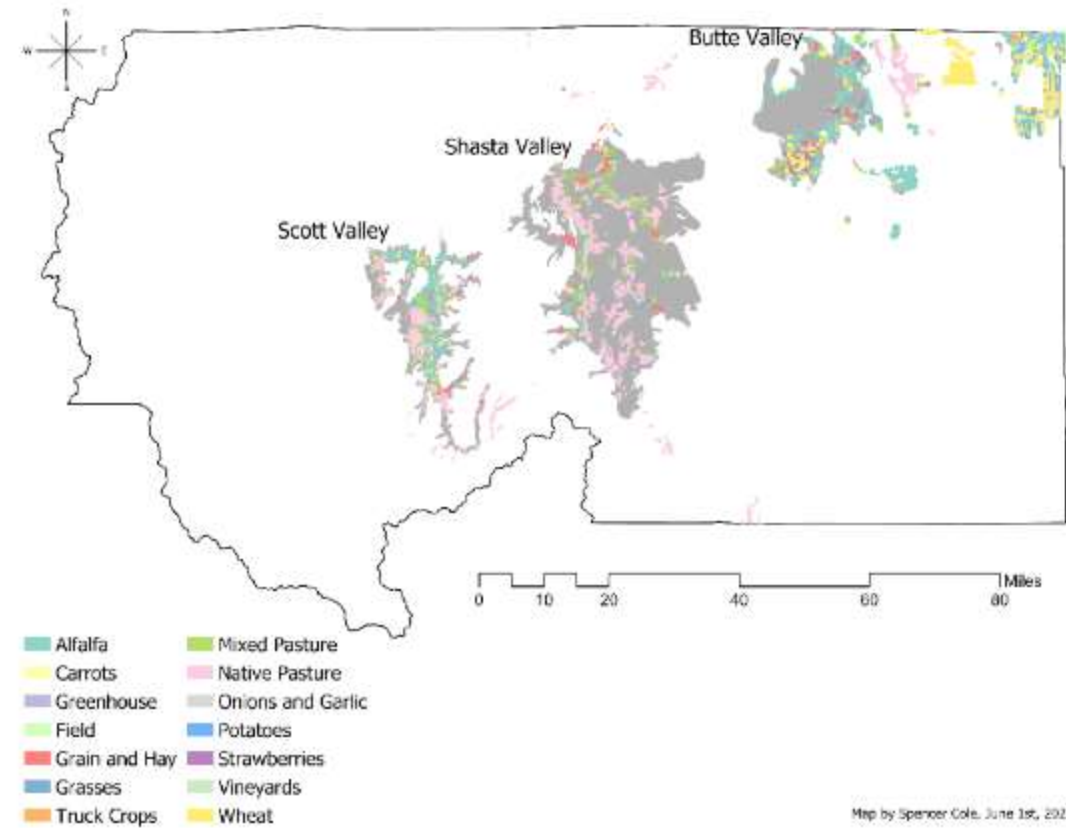 N
W E
Butte Valley
Shasta Valley
Scott Valley
Miles
0 10 20 40 60 80
Alfalfa
Carrots
Greenhouse
Field
Grain and Hay
Grasses
Truck Crops
Mixed Pasture
Native Pasture
Onions and Garlic
Potatoes
Strawberries
Vineyards
Wheat
Map by Spencer Cole, June 1st, 202